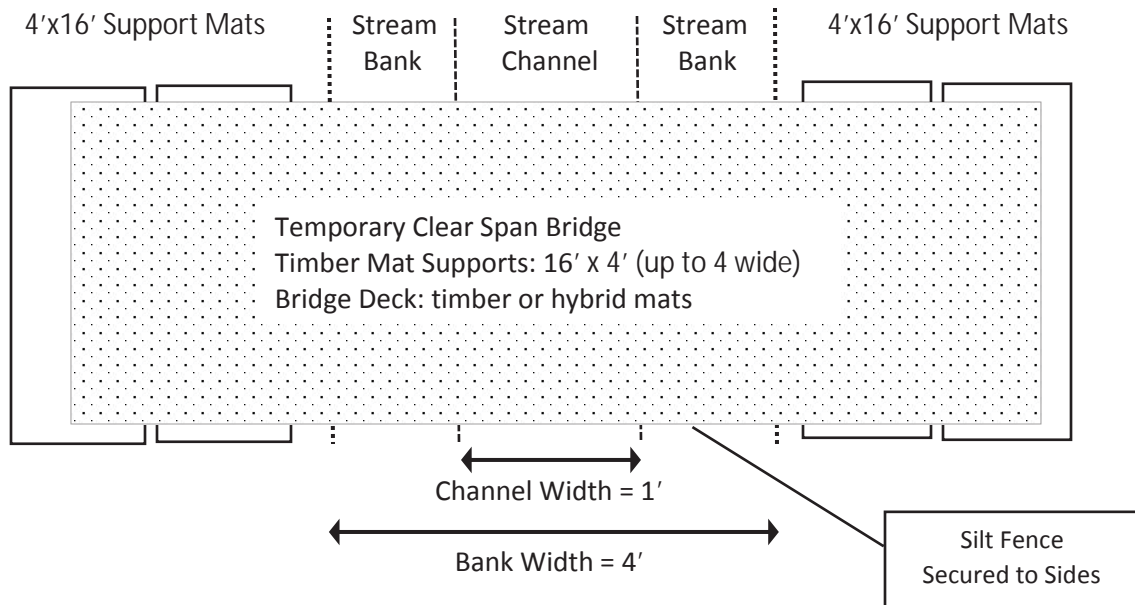 4′x16′ Support Mats
Stream
Bank
Stream
Channel
Stream
Bank
4′x16′ Support Mats
Temporary Clear Span Bridge
Timber Mat Supports: 16′ x 4′ (up to 4 wide)
Bridge Deck: timber or hybrid mats
Channel Width = 1′
Bank Width = 4′
Silt Fence
Secured to Sides